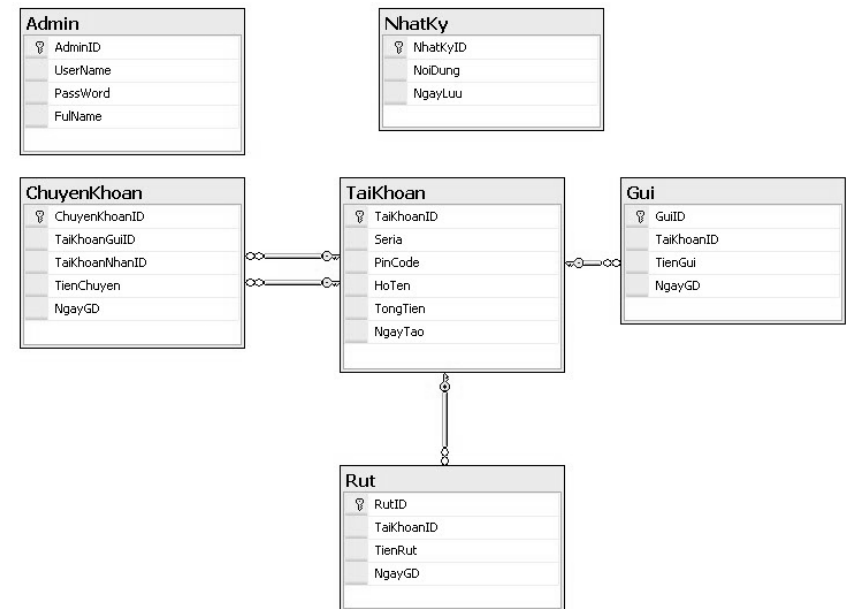 Admin
AdminID
UserName
PassWord
FulName
NhatKy
NhatKyID
NoiDung
NgayLuu
ChuyenKhoan
ChuyenKhoanID
TaiKhoanGuiID
TaiKhoanNhanID
TienChuyen
NgayGD
TaiKhoan
TaiKhoanID
Seria
PinCode
HoTen
TongTien
NgayTao
Gui
GuiID
TaiKhoanID
TienGui
NgayGD
Rut
RutID
TaiKhoanID
TienRut
NgayGD